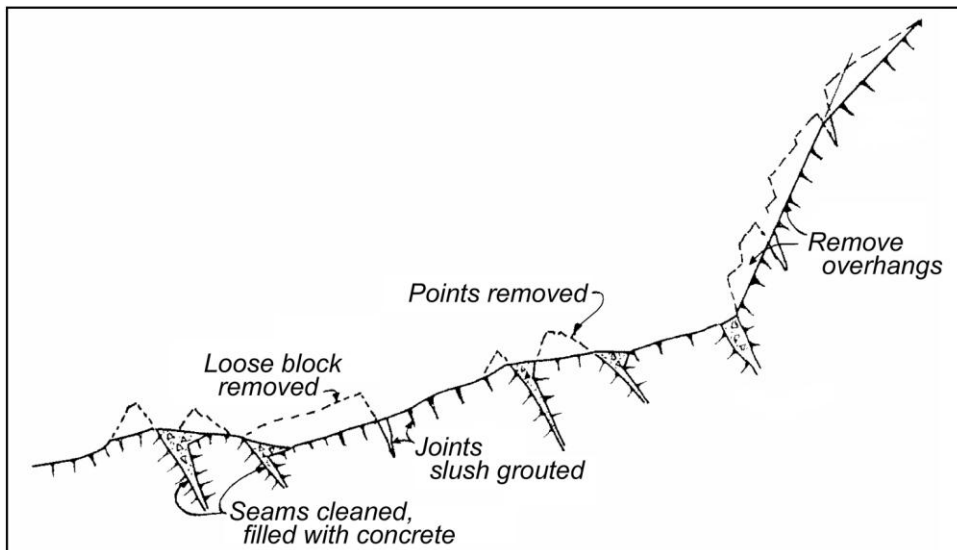 Remove
overhangs
Points removed
Loose block
removed
Joints
slush grouted
Seams cleaned,
filled with concrete